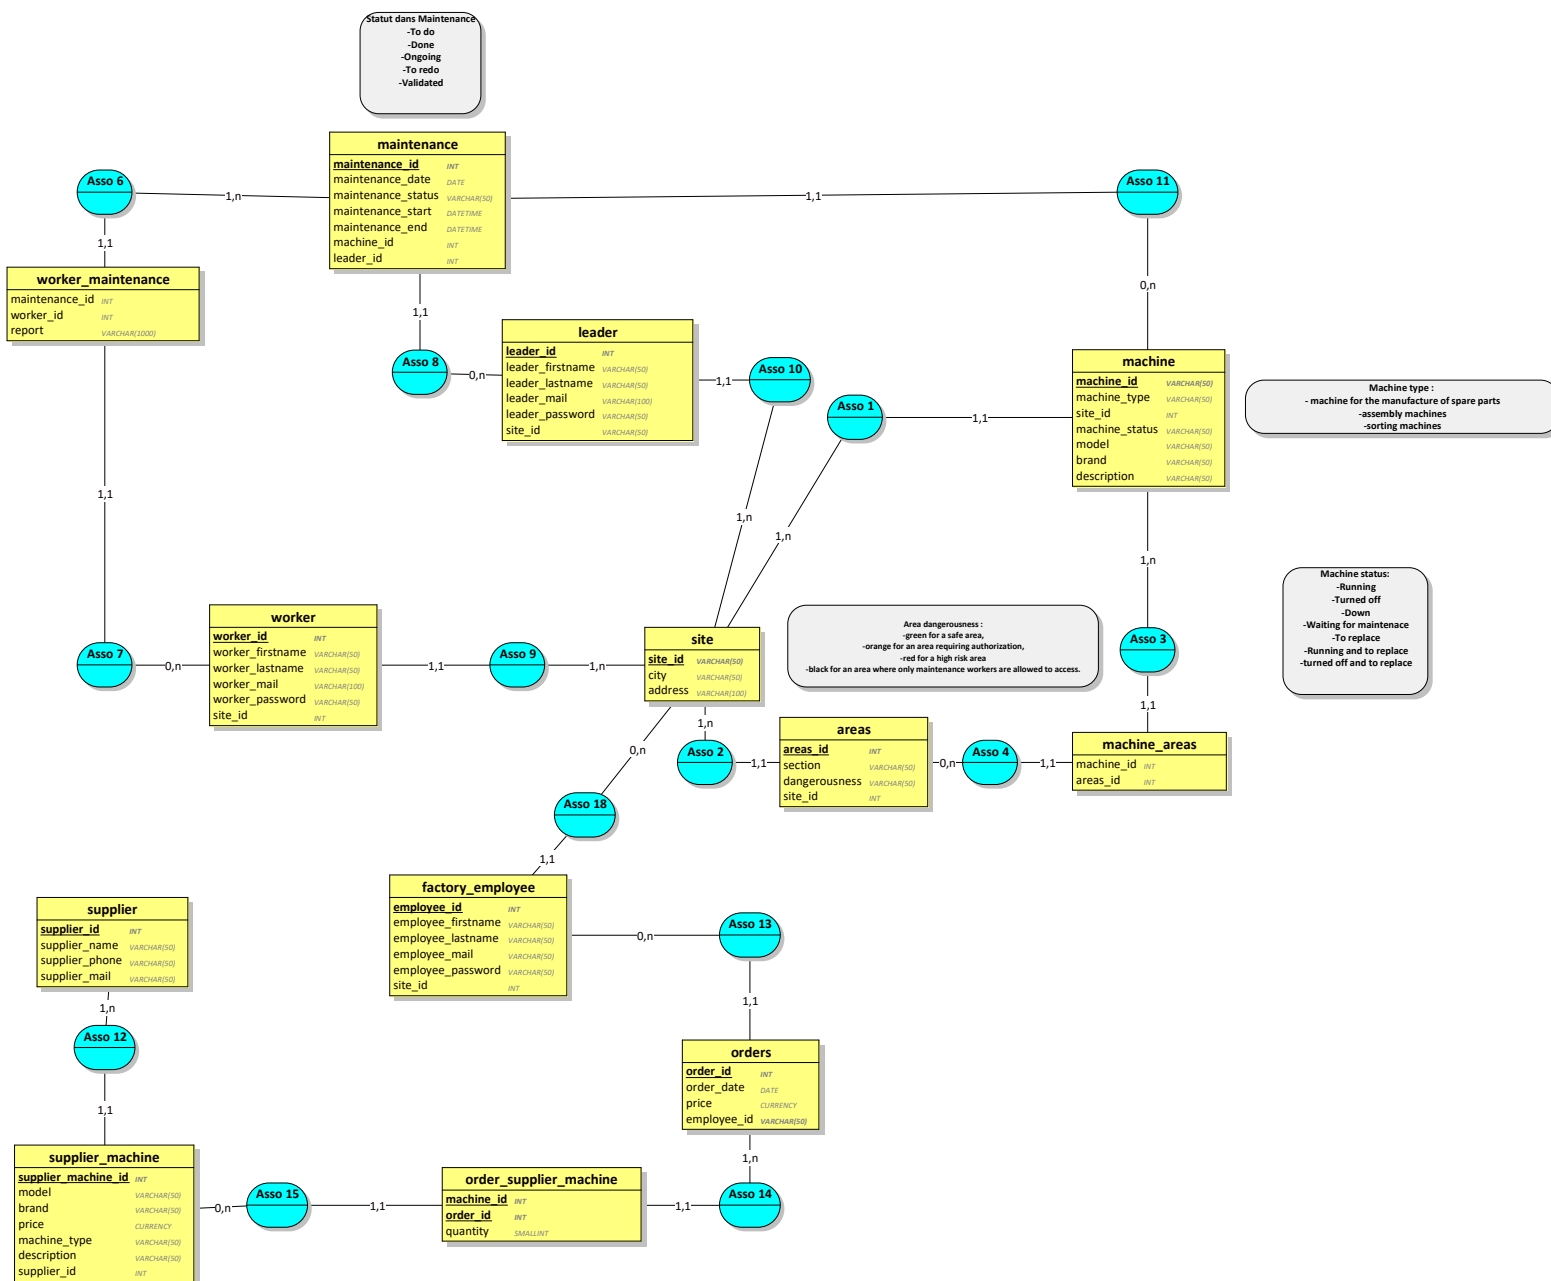 Statut dans Maintenance
-To do
-Done
-Ongoing
-To redo
-Validated
maintenance
maintenance_id INT
maintenance_date DATE
maintenance_status VARCHAR(50)
maintenance_start DATETIME
maintenance_end DATETIME
machine_id INT
leader_id INT
Asso 6
1,n
1,1
Asso 11
1,1
0,n
worker_maintenance
maintenance_id INT
worker_id INT
report VARCHAR(1000)
1,1
Asso 8
0,n
leader
leader_id INT
leader_firstname VARCHAR(50)
leader_lastname VARCHAR(50)
leader_mail VARCHAR(100)
leader_password VARCHAR(50)
site_id VARCHAR(50)
1,1
Asso 10
Asso 1
1,1
machine
machine_id VARCHAR(50)
machine_type VARCHAR(50)
site_id INT
machine_status VARCHAR(50)
model VARCHAR(50)
brand VARCHAR(50)
description VARCHAR(50)
Machine type :
- machine for the manufacture of spare parts
-assembly machines
-sorting machines
1,1
1,n
1,n
1,n
Machine status:
-Running
-Turned off
-Down
-Waiting for maintenace
-To replace
-Running and to replace
-turned off and to replace
Asso 7
0,n
worker
worker_id INT
worker_firstname VARCHAR(50)
worker_lastname VARCHAR(50)
worker_mail VARCHAR(100)
worker_password VARCHAR(50)
site_id INT
1,1
Asso 9
1,n
site
site_id VARCHAR(50)
city VARCHAR(50)
address VARCHAR(100)
Area dangerousness :
-green for a safe area,
-orange for an area requiring authorization,
-red for a high risk area
-black for an area where only maintenance workers are allowed to access.
Asso 3
1,1
0,n
1,n
Asso 2
1,1
areas
areas_id INT
section VARCHAR(50)
dangerousness VARCHAR(50)
site_id INT
0,n
Asso 4
1,1
machine_areas
machine_id INT
areas_id INT
Asso 18
1,1
factory_employee
employee_id INT
employee_firstname VARCHAR(50)
employee_lastname VARCHAR(50)
employee_mail VARCHAR(50)
employee_password VARCHAR(50)
site_id INT
0,n
Asso 13
1,1
supplier
supplier_id INT
supplier_name VARCHAR(50)
supplier_phone VARCHAR(50)
supplier_mail VARCHAR(50)
1,n
Asso 12
1,1
orders
order_id INT
order_date DATE
price CURRENCY
employee_id VARCHAR(50)
1,n
supplier_machine
supplier_machine_id INT
model VARCHAR(50)
brand VARCHAR(50)
price CURRENCY
machine_type VARCHAR(50)
description VARCHAR(50)
supplier_id INT
0,n
Asso 15
1,1
order_supplier_machine
machine_id INT
order_id INT
quantity SMALLINT
1,1
Asso 14